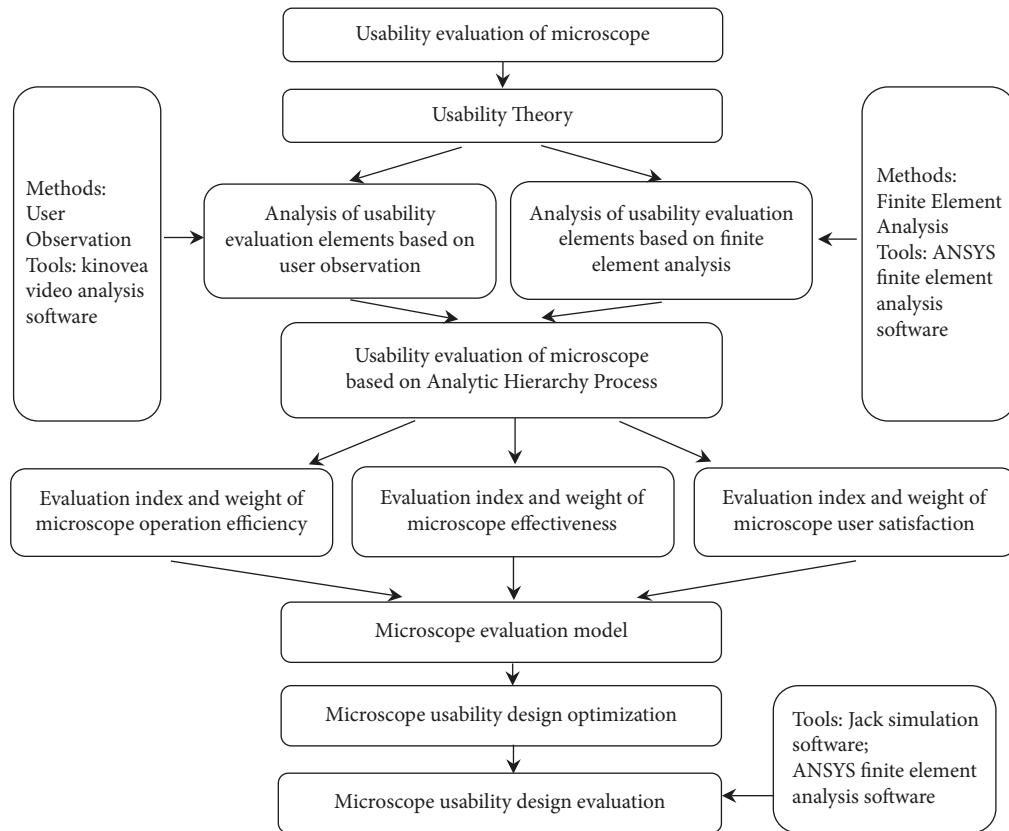 Usability evaluation of microscope
Usability Theory
Methods:
User
Observation
Tools: kinovea
video analysis
software
Analysis of usability
evaluation elements based on
user observation
Analysis of usability evaluation
elements based on finite
element analysis
Methods:
Finite Element
Analysis
Tools: ANSYS
finite element
analysis
software
Usability evaluation of microscope
based on Analytic Hierarchy Process
Evaluation index and weight of
microscope operation efficiency
Evaluation index and weight of
microscope effectiveness
Evaluation index and weight of
microscope user satisfaction
Microscope evaluation model
Microscope usability design optimization
Tools: Jack simulation
software;
ANSYS finite element
analysis software
Microscope usability design evaluation